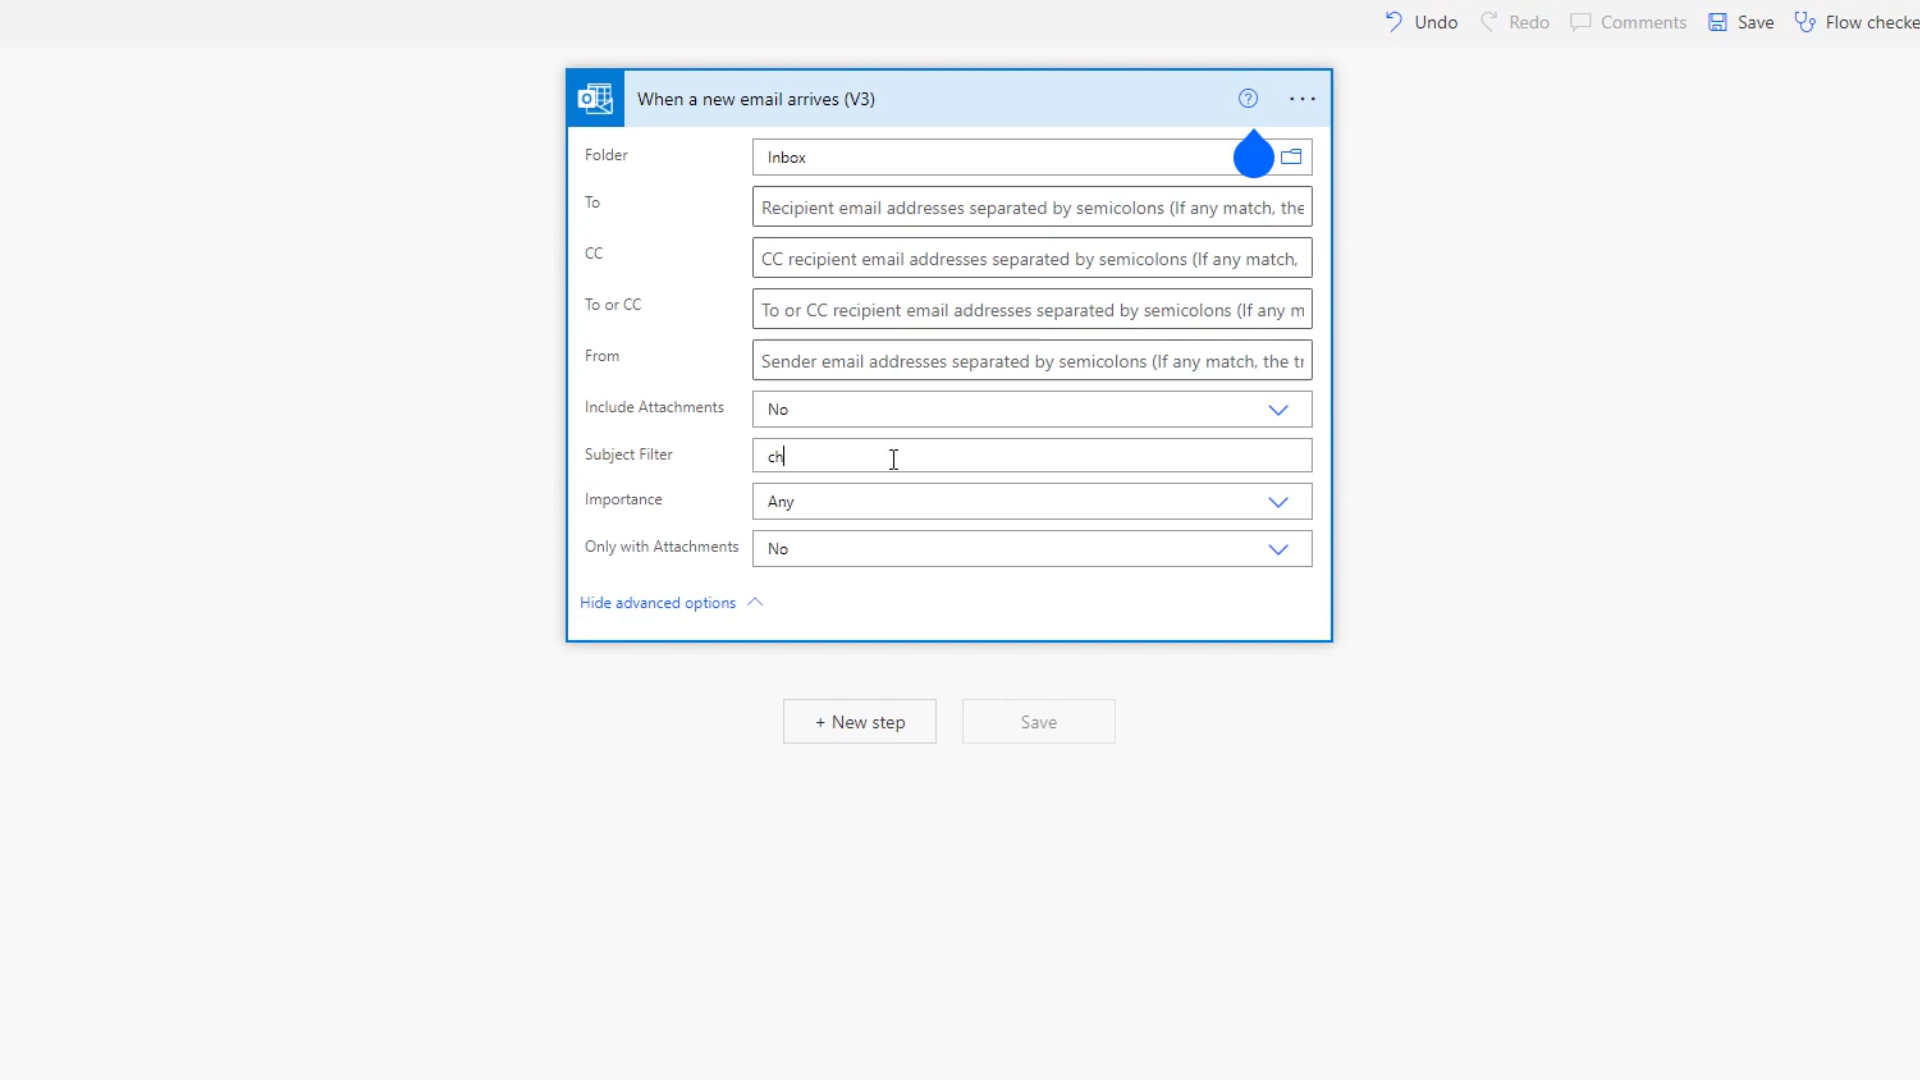 Undo Redo Comments Save Flow checke
When a new email arrives (V3)
Folder Inbox
To Recipient email addresses separated by semicolons (If any match, the
CC CC recipient email addresses separated by semicolons (If any match,
To or CC To or CC recipient email addresses separated by semicolons (If any m
From Sender email addresses separated by semicolons (If any match, the tr
Include Attachments No
Subject Filter ch
Importance Any
Only with Attachments No
Hide advanced options
+ New step Save